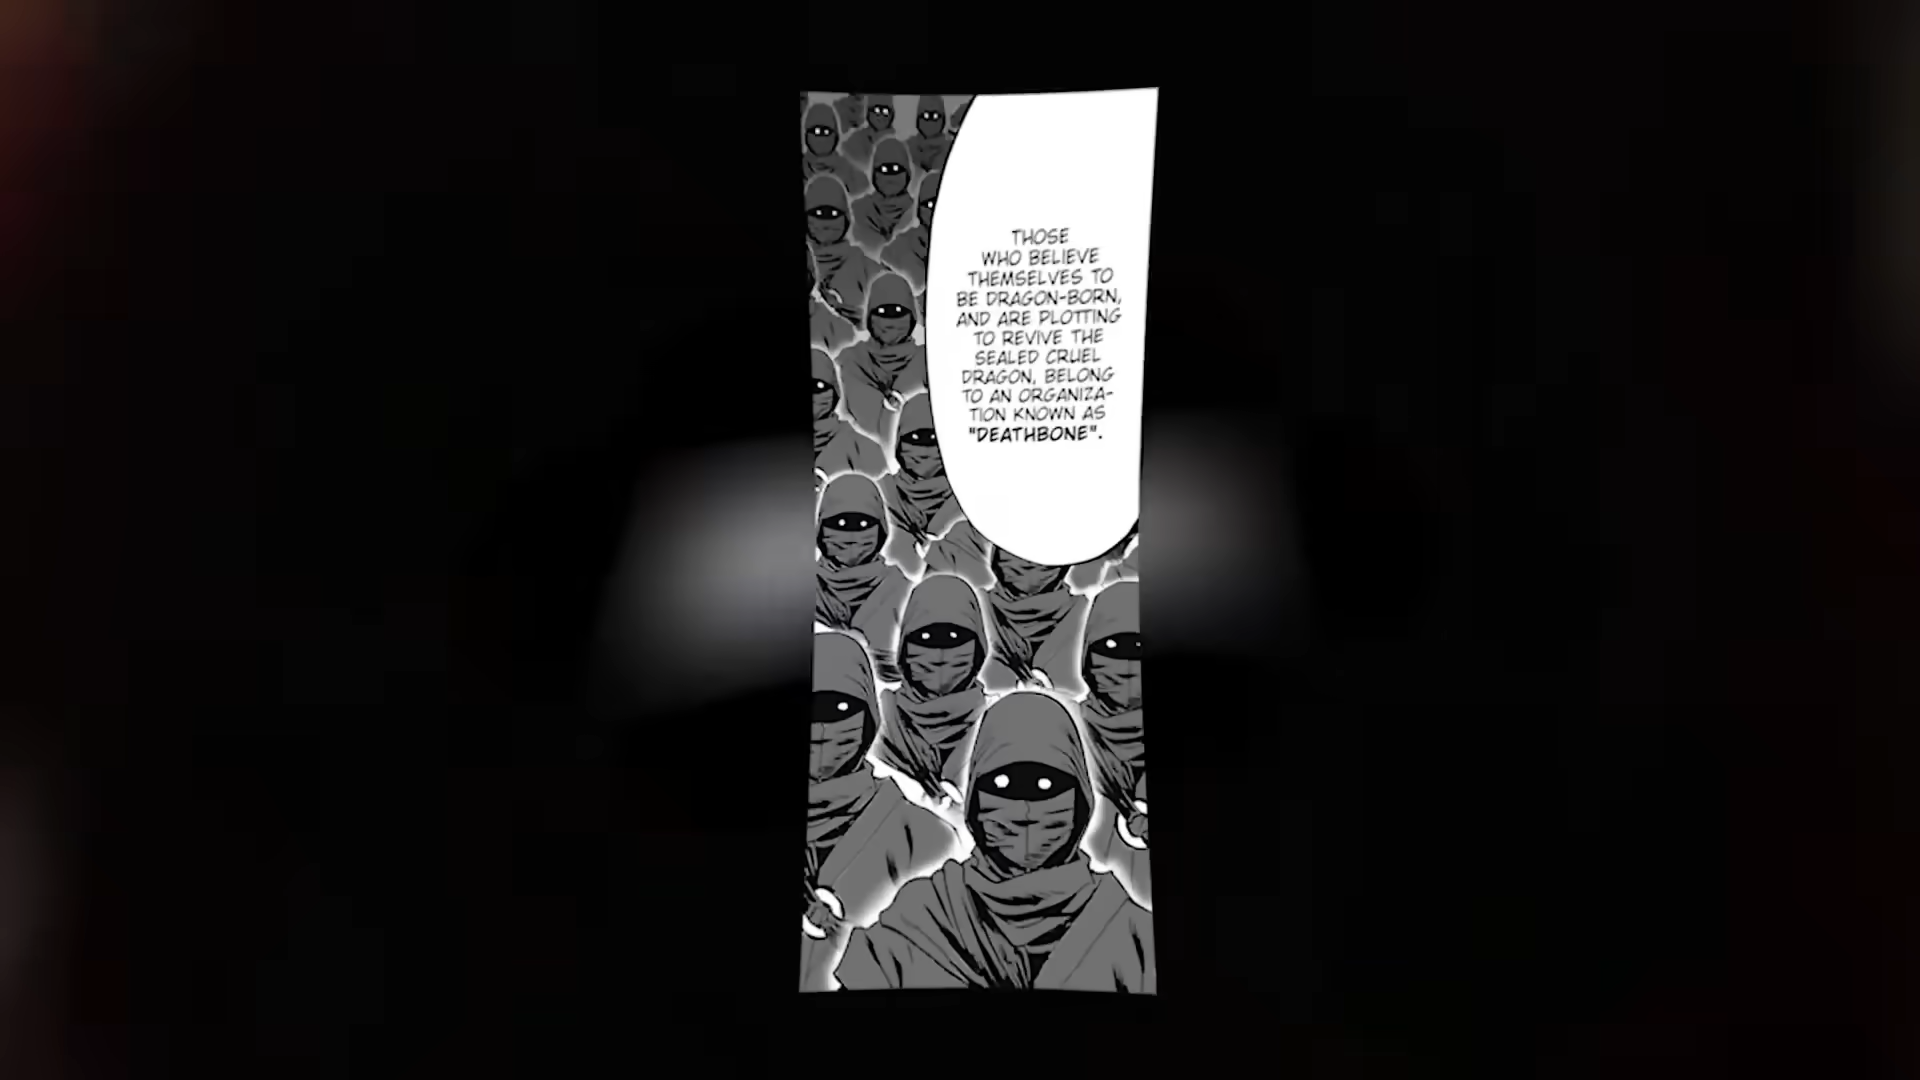 THOSE
WHO BELIEVE
THEMSELVES TO
BE DRAGON-BORN,
AND ARE PLOTTING
TO REVIVE THE
SEALED CRUEL
DRAGON, BELONG
TO AN ORGANIZA-
TION KNOWN AS
"DEATHBONE".